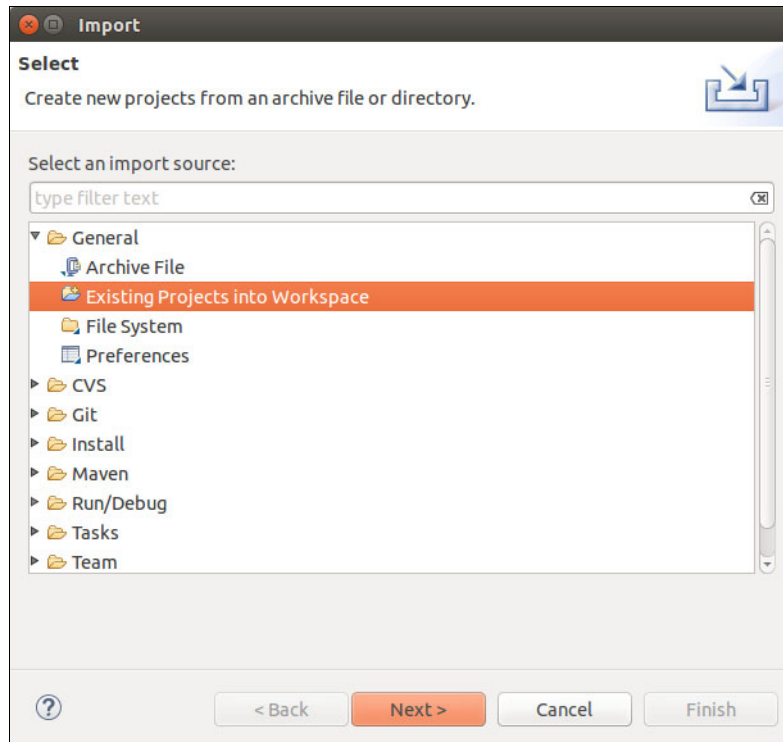 Import
Select
Create new projects from an archive file or directory.
Select an import source:
type filter text
General
Archive File
Existing Projects into Workspace
File System
Preferences
CVS
Git
Install
Maven
Run/Debug
Tasks
Team
< Back Next > Cancel Finish